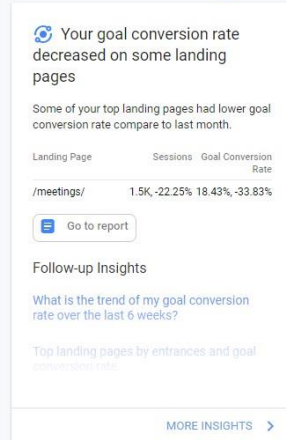 Your goal conversion rate
decreased on some landing
pages
Some of your top landing pages had lower goal
conversion rate compare to last month.
Landing Page Sessions Goal Conversion
Rate
/meetings/ 1.5K, -22.25% 18.43%, -33.83%
Go to report
Follow-up Insights
What is the trend of my goal conversion
rate over the last 6 weeks?
Top landing pages by entrances and goal
conversion rate
MORE INSIGHTS